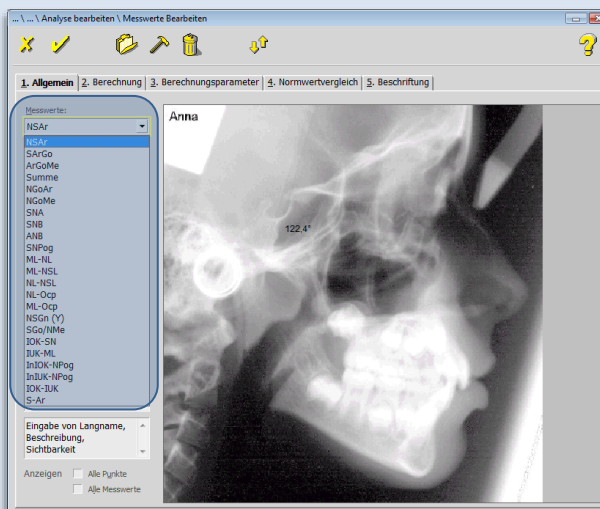 ... \ ... \ Analyse bearbeiten \ Messwerte Bearbeiten
1. Allgemein 2. Berechnung 3. Berechnungsparameter 4. Normwertvergleich 5. Beschriftung
Messwerte:
NSAr
NSAr
SArGo
ArGoMe
Summe
NGoAr
NGoMe
SNA
SNB
ANB
SNPog
ML-NL
ML-NSL
NL-NSL
NL-Ocp
ML-Ocp
NSGn (Y)
SGo/NMe
IOK-SN
IUK-ML
InIOK-NPog
InIUK-NPog
IOK-IUK
S-Ar
Eingabe von Langname,
Beschreibung,
Sichtbarkeit
Anzeigen Alle Punkte
Alle Messwerte
Anna
122.4°